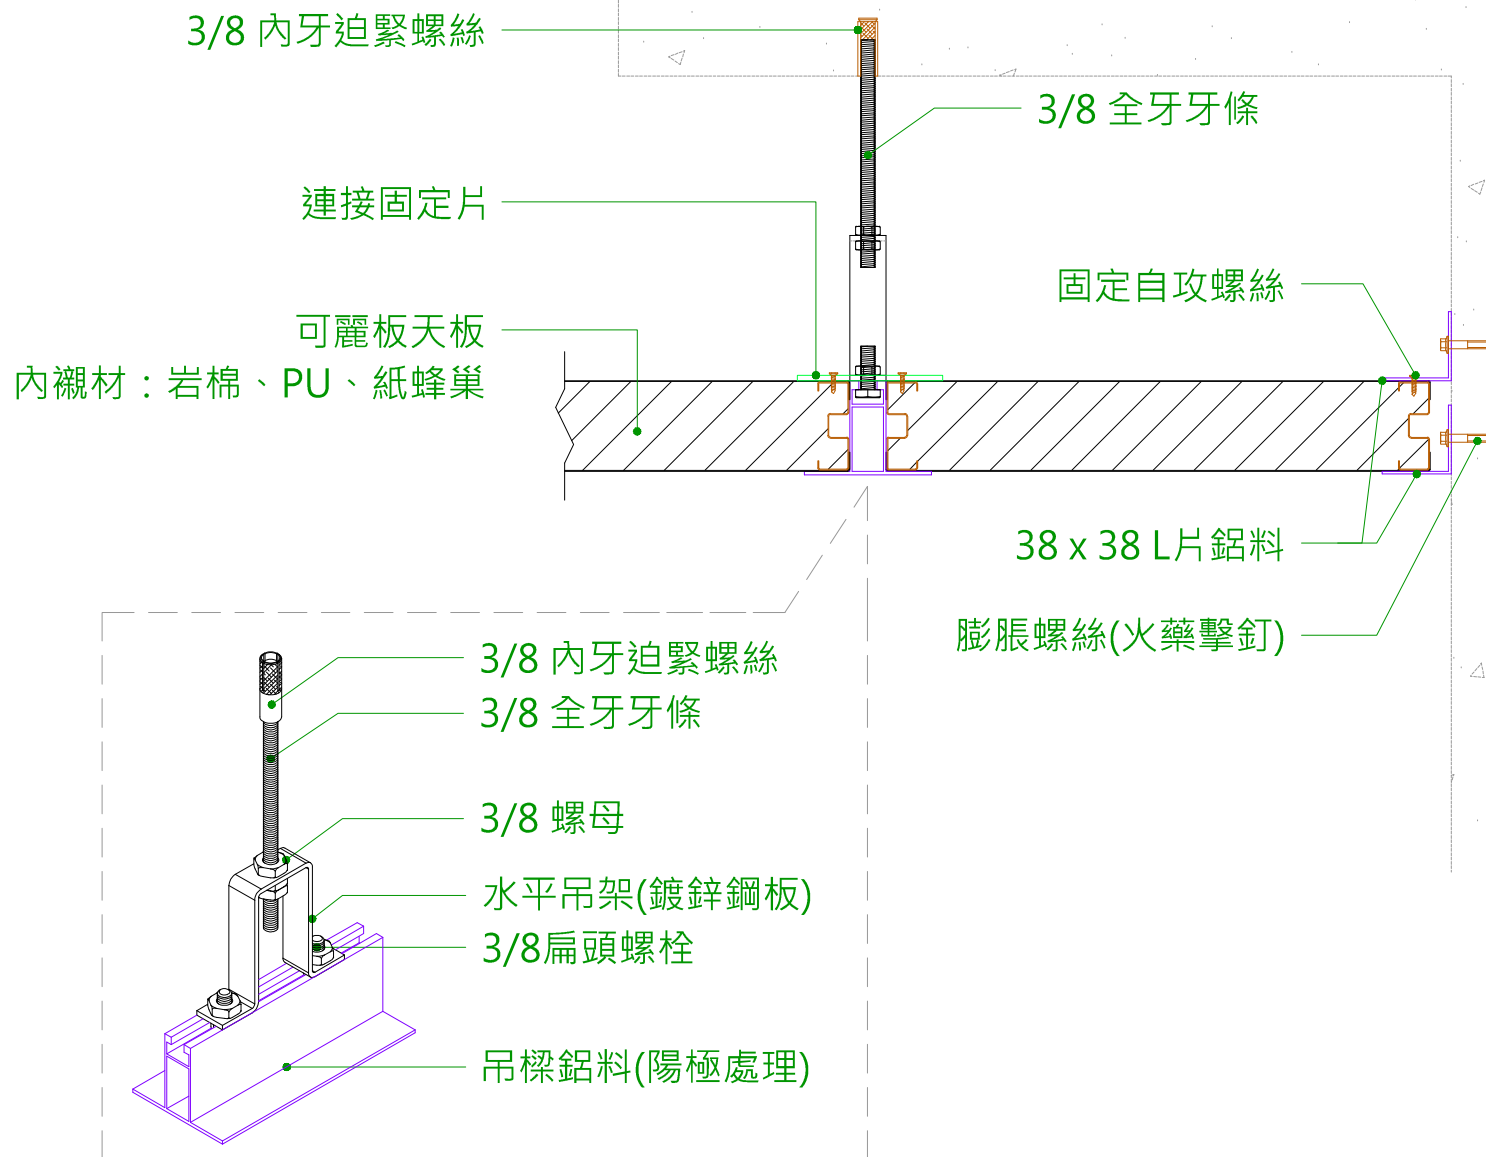 3/8 內牙迫緊螺絲
3/8 全牙牙條
連接固定片
固定自攻螺絲
可麗板天板
內襯材：岩棉、PU、紙蜂巢
38 x 38 L片鋁料
膨脹螺絲(火藥擊釘)
3/8 內牙迫緊螺絲
3/8 全牙牙條
3/8 螺母
水平吊架(鍍鋅鋼板)
3/8扁頭螺栓
吊樑鋁料(陽極處理)